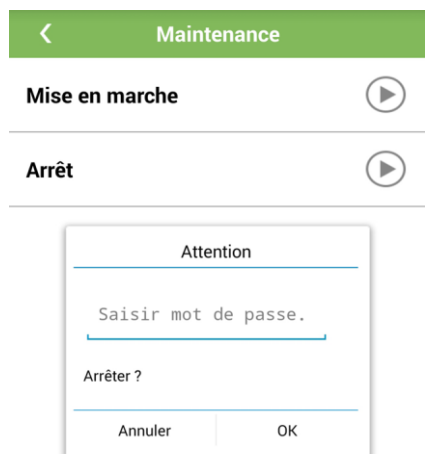 Maintenance
Mise en marche
Arrêt
Attention
Saisir mot de passe.
Arrêter ?
Annuler OK